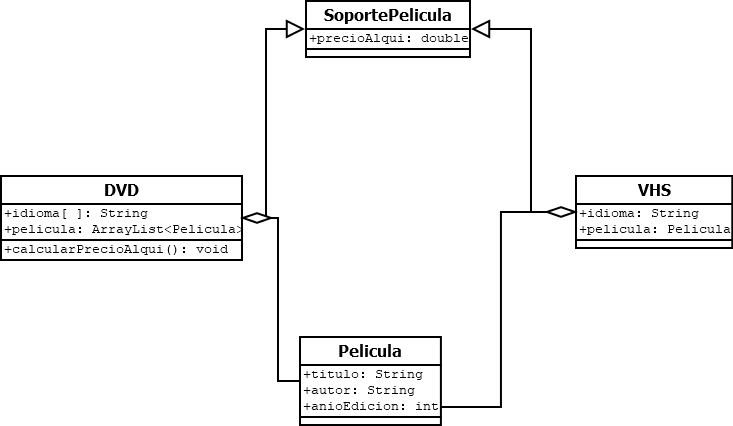 SoportePelicula
+precioAlqui: double
DVD
+idioma[ ]: String
+pelicula: ArrayList<Pelicula>
+calcularPrecioAlqui(): void
VHS
+idioma: String
+pelicula: Pelicula
Pelicula
+titulo: String
+autor: String
+anioEdicion: int